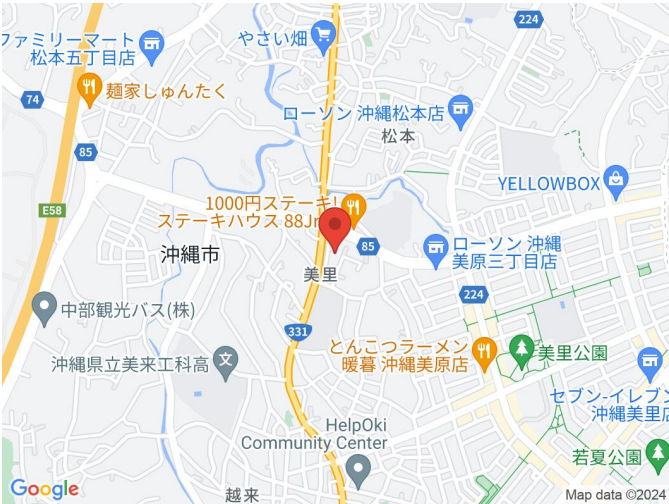 224
ファミリーマート
松本五丁目店
やさい畑
74
麺家しゅんたく
ローソン 沖縄松本店
松本
85
YELLOWBOX
E58
1000円ステーキ!
ステーキハウス 88Jr
沖縄市
85
ローソン 沖縄
美原三丁目店
美里
224
中部観光バス(株)
331
とんこつラーメン
暖暮 沖縄美原店
美里公園
沖縄県立美来工科高
文
セブン-イレブン
沖縄美里店
HelpOki
Community Center
若夏公園
越来
Google
Map data ©2024